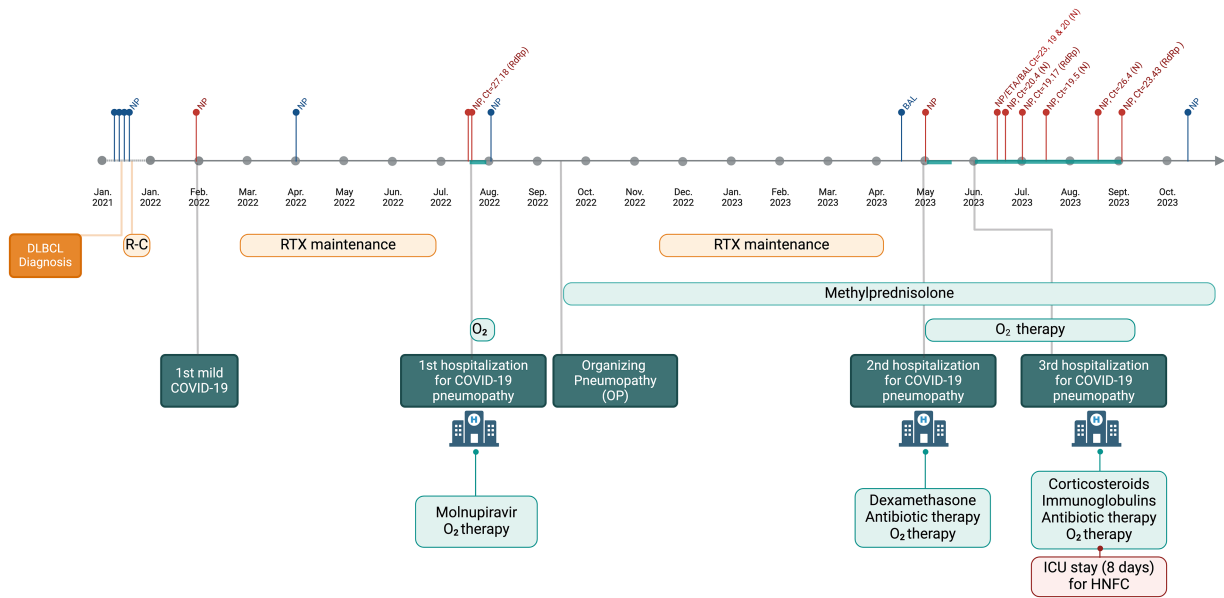 NP
NP
NP
NP, Ct=27.18 (RdRp)
NP
BAL
NP
NP/ETA/BAL Ct=23, 19 & 20 (N)
NP, Ct=20.4 (N)
NP, Ct=19.17 (RdRp)
NP, Ct=19.5 (N)
NP, Ct=26.4 (N)
NP, Ct=23.43 (RdRp )
NP
Jan.
2021
Jan.
2022
Feb.
2022
Mar.
2022
Apr.
2022
May
2022
Jun.
2022
Jul.
2022
Aug.
2022
Sep.
2022
Oct.
2022
Nov.
2022
Dec.
2022
Jan.
2023
Feb.
2023
Mar.
2023
Apr.
2023
May
2023
Jun.
2023
Jul.
2023
Aug.
2023
Sept.
2023
Oct.
2023
DLBCL
Diagnosis
R-C
RTX maintenance
RTX maintenance
Methylprednisolone
O₂
O₂ therapy
1st mild
COVID-19
1st hospitalization
for COVID-19
pneumopathy
Organizing
Pneumopathy
(OP)
2nd hospitalization
for COVID-19
pneumopathy
3rd hospitalization
for COVID-19
pneumopathy
H
H
H
Molnupiravir
O₂ therapy
Dexamethasone
Antibiotic therapy
O₂ therapy
Corticosteroids
Immunoglobulins
Antibiotic therapy
O₂ therapy
ICU stay (8 days)
for HNFC